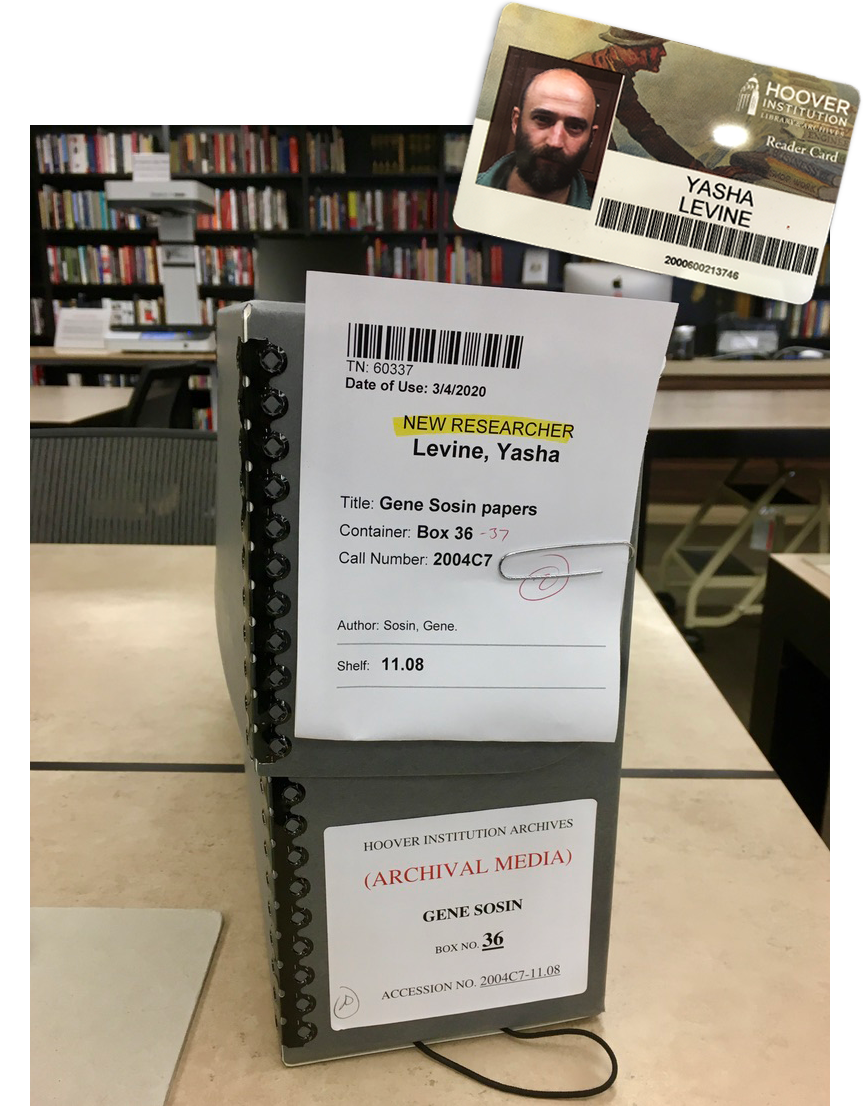 HOOVER
INSTITUTION
LIBRARY & ARCHIVES
Reader Card
YASHA
LEVINE
2000600213746
TN: 60337
Date of Use: 3/4/2020
NEW RESEARCHER
Levine, Yasha
Title: Gene Sosin papers
Container: Box 36 -37
Call Number: 2004C7
Author: Sosin, Gene.
Shelf: 11.08
HOOVER INSTITUTION ARCHIVES
(ARCHIVAL MEDIA)
GENE SOSIN
BOX NO. 36
ACCESSION NO. 2004C7-11.08